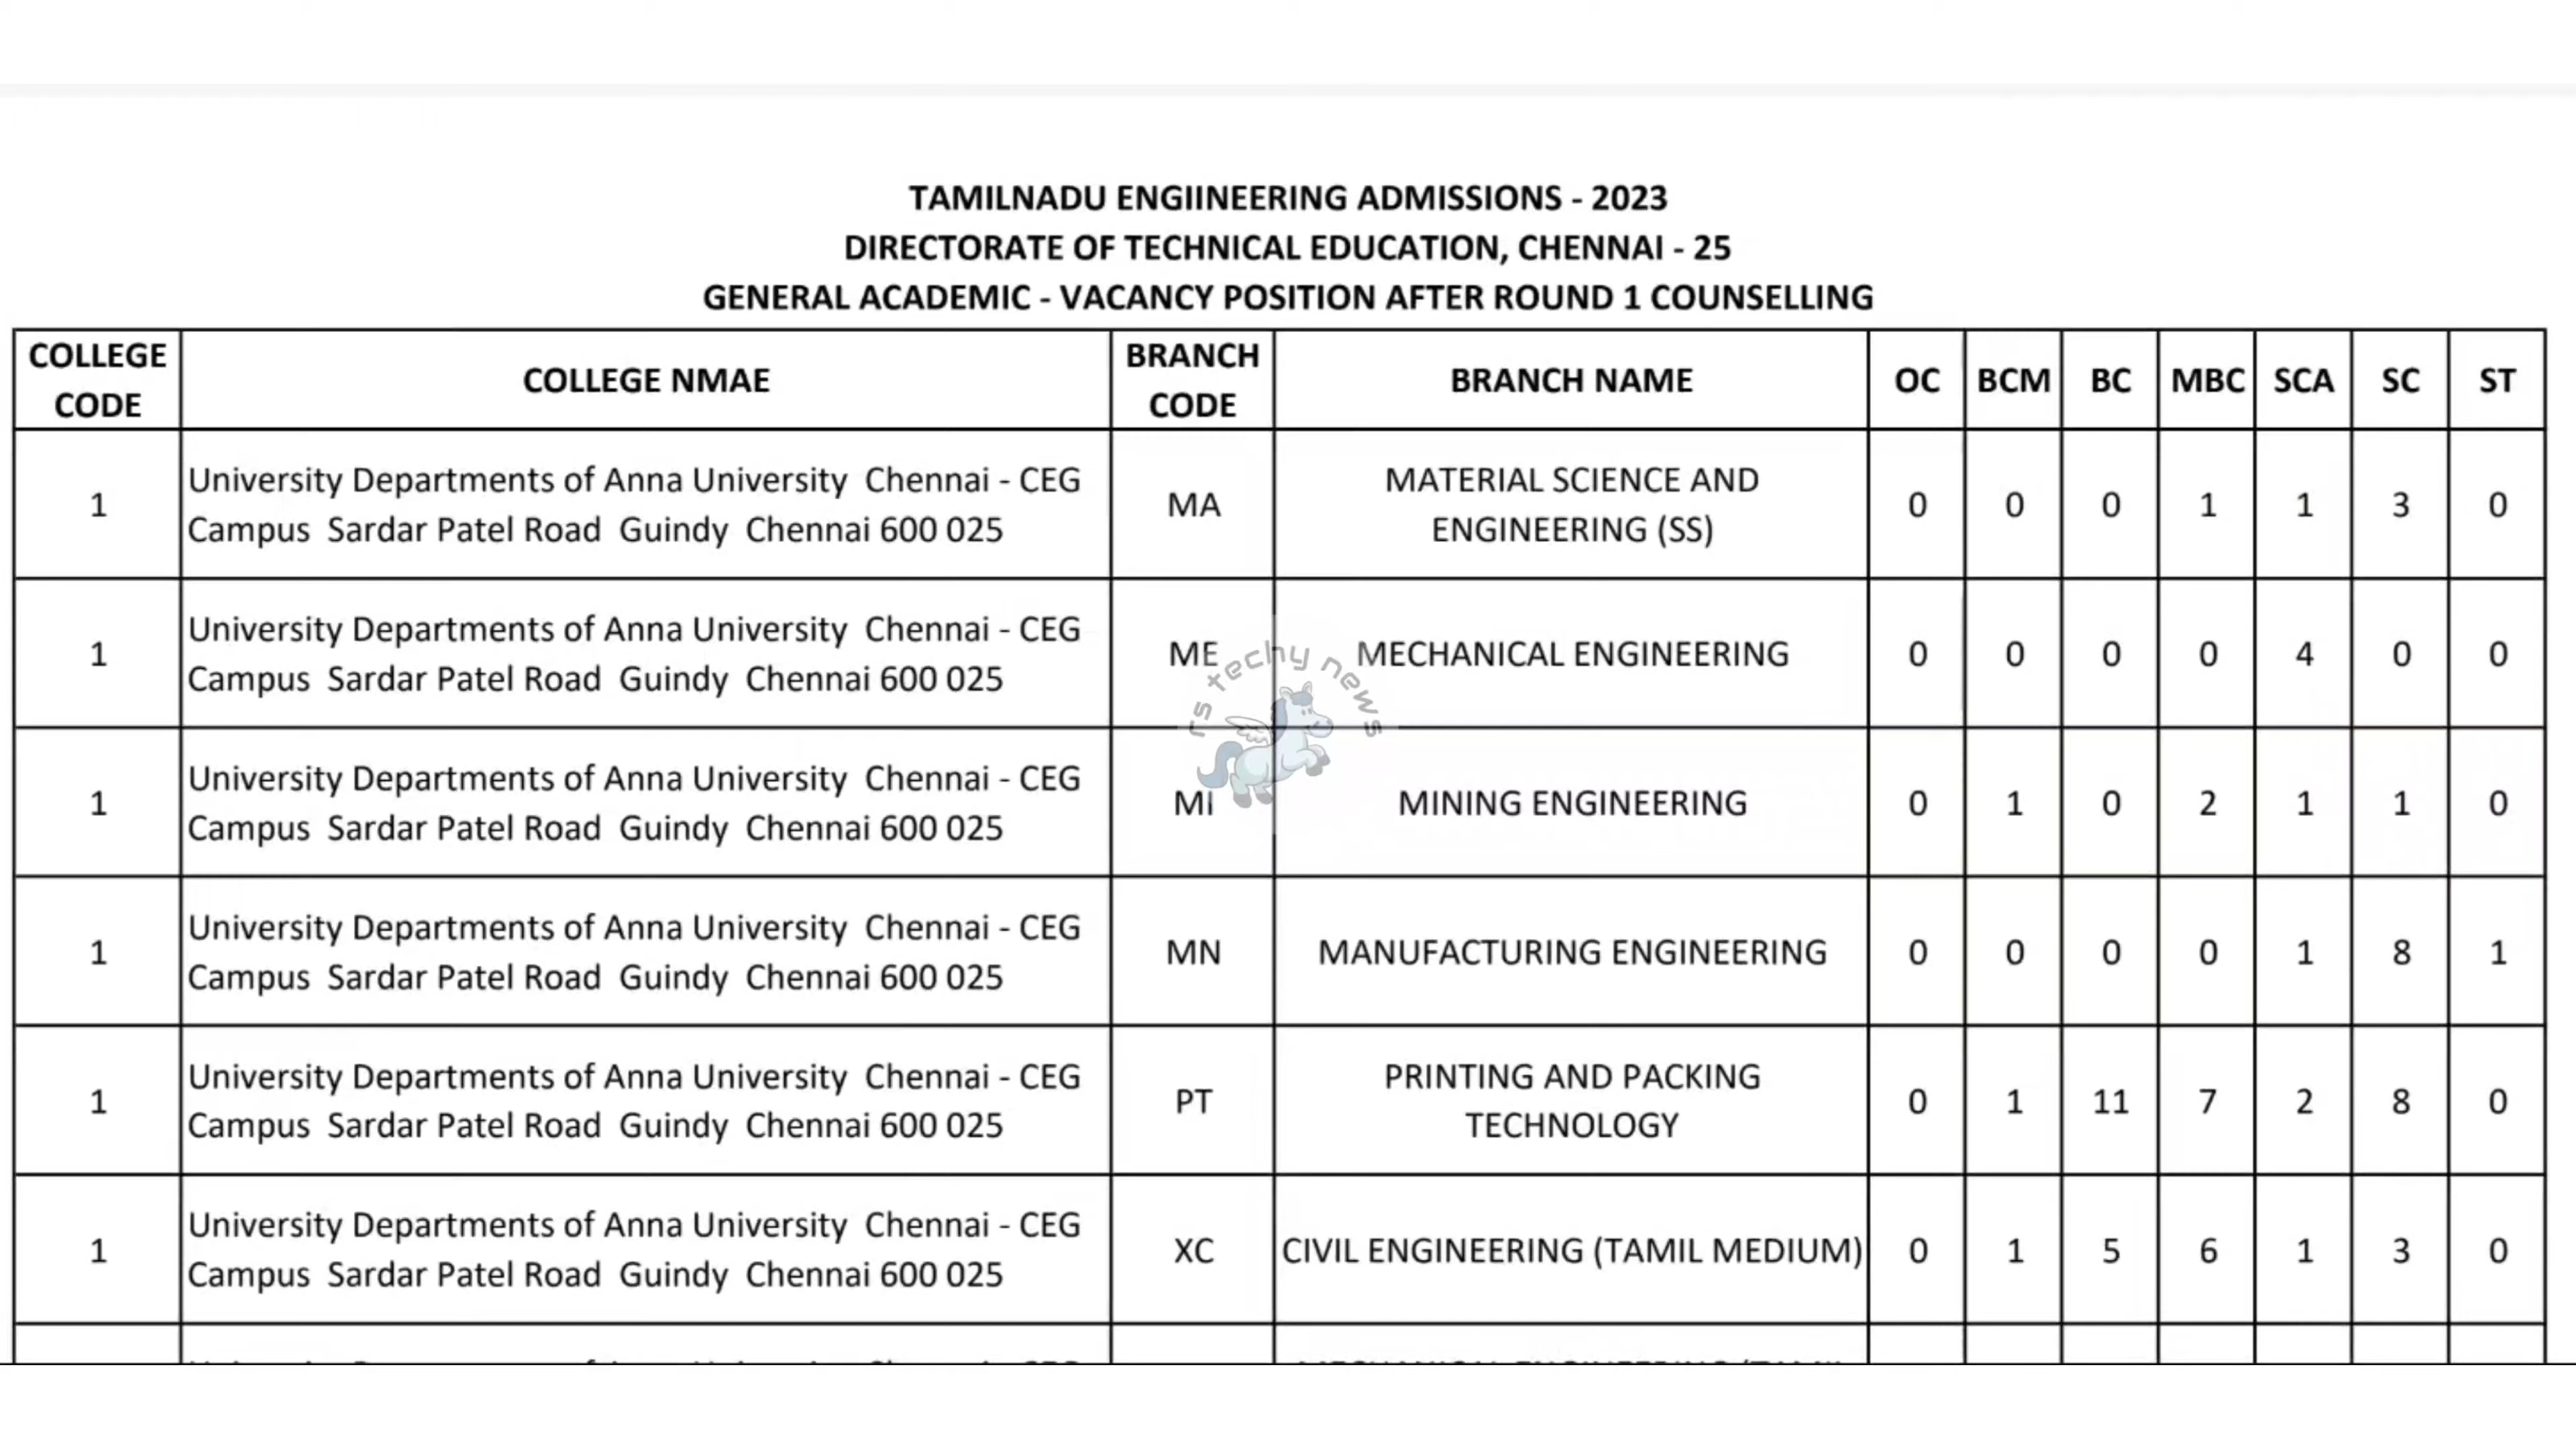 TAMILNADU ENGIINEERING ADMISSIONS - 2023
DIRECTORATE OF TECHNICAL EDUCATION, CHENNAI - 25
GENERAL ACADEMIC - VACANCY POSITION AFTER ROUND 1 COUNSELLING
COLLEGE CODE COLLEGE NMAE BRANCH CODE BRANCH NAME OC BCM BC MBC SCA SC ST
1 University Departments of Anna University Chennai - CEG Campus Sardar Patel Road Guindy Chennai 600 025 MA MATERIAL SCIENCE AND ENGINEERING (SS) 0 0 0 1 1 3 0
1 University Departments of Anna University Chennai - CEG Campus Sardar Patel Road Guindy Chennai 600 025 ME MECHANICAL ENGINEERING 0 0 0 0 4 0 0
rs techy news
1 University Departments of Anna University Chennai - CEG Campus Sardar Patel Road Guindy Chennai 600 025 MI MINING ENGINEERING 0 1 0 2 1 1 0
1 University Departments of Anna University Chennai - CEG Campus Sardar Patel Road Guindy Chennai 600 025 MN MANUFACTURING ENGINEERING 0 0 0 0 1 8 1
1 University Departments of Anna University Chennai - CEG Campus Sardar Patel Road Guindy Chennai 600 025 PT PRINTING AND PACKING TECHNOLOGY 0 1 11 7 2 8 0
1 University Departments of Anna University Chennai - CEG Campus Sardar Patel Road Guindy Chennai 600 025 XC CIVIL ENGINEERING (TAMIL MEDIUM) 0 1 5 6 1 3 0